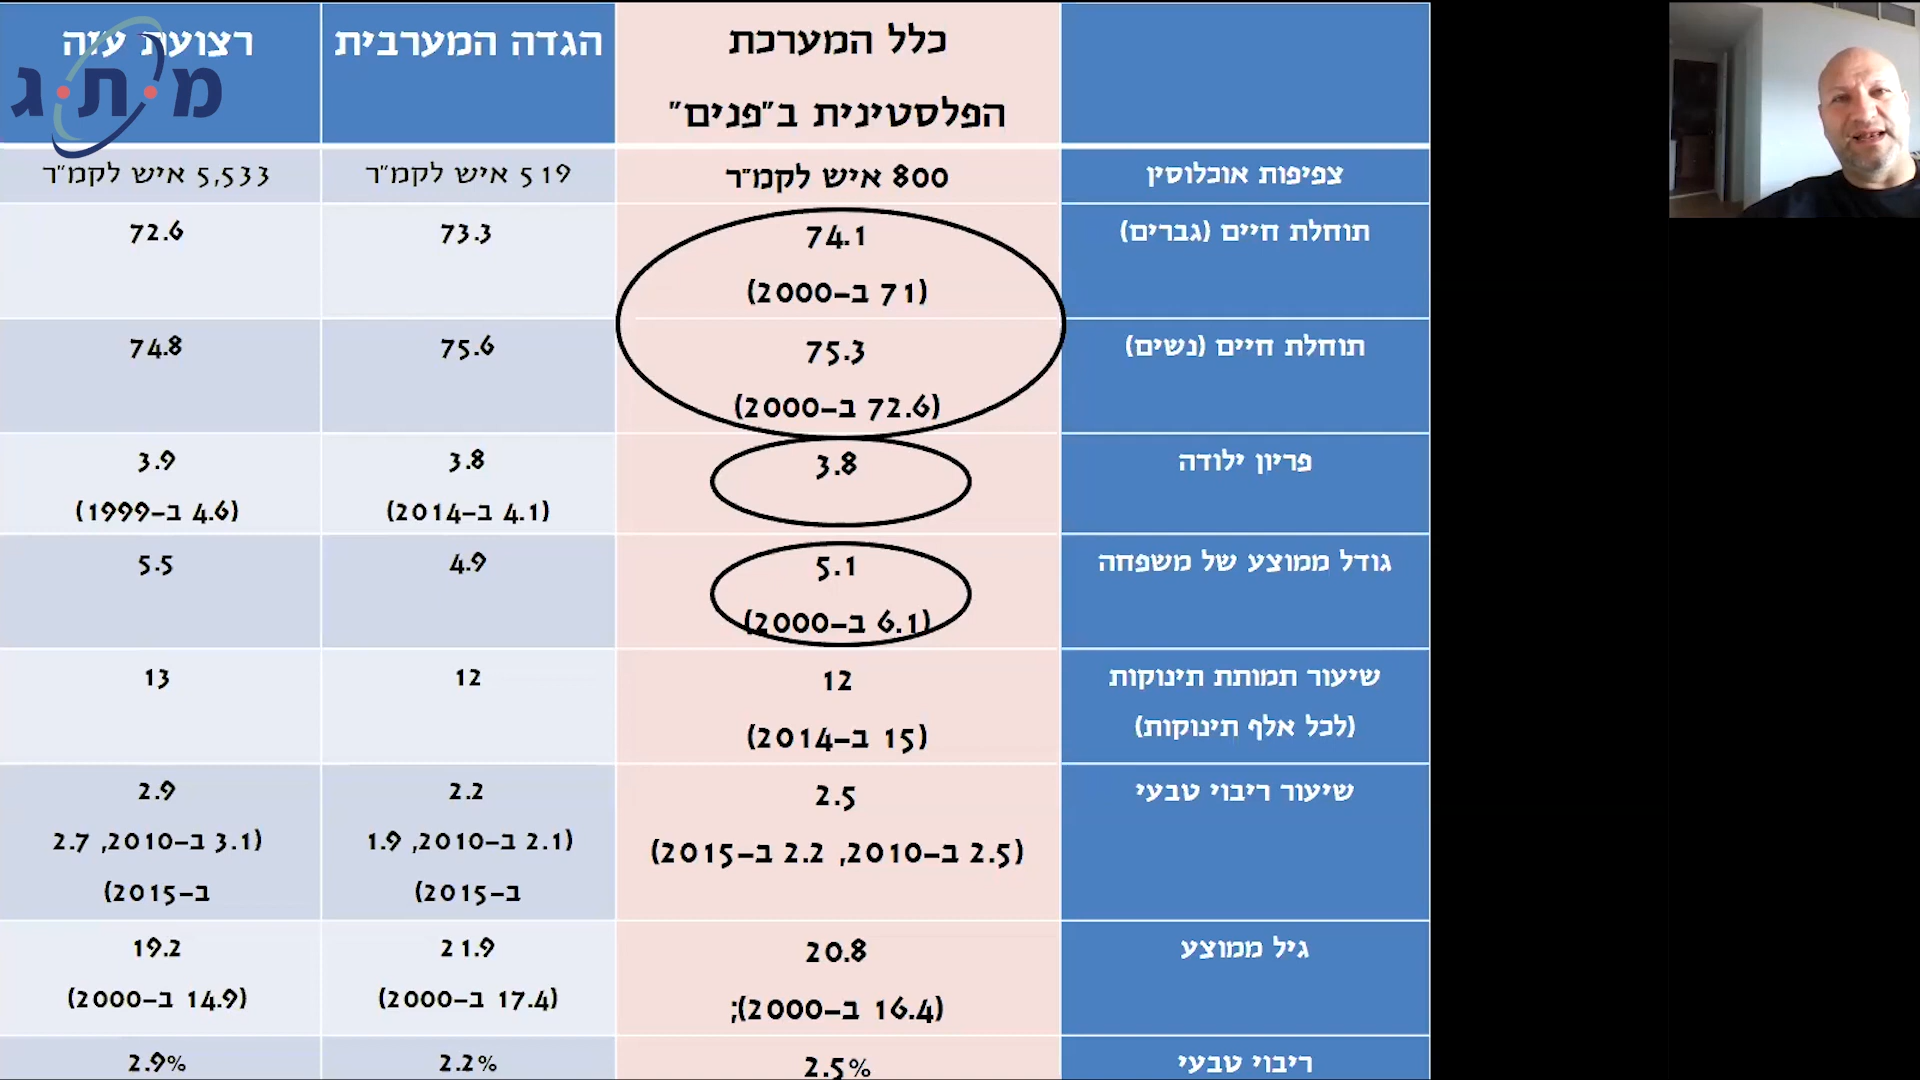 כלל המערכת הפלסטינית ב"פנים" הגדה המערבית רצועת עזה
מ.ת.ג
צפיפות אוכלוסין 800 איש לקמ"ר 519 איש לקמ"ר 5,533 איש לקמ"ר
תוחלת חיים (גברים) 74.1 73.3 72.6
(71 ב-2000)
תוחלת חיים (נשים) 75.3 75.6 74.8
(72.6 ב-2000)
פריון ילודה 3.8 3.8 3.9
(4.1 ב-2014) (4.6 ב-1999)
גודל ממוצע של משפחה 5.1 4.9 5.5
(6.1 ב-2000)
שיעור תמותת תינוקות 12 12 13
(לכל אלף תינוקות) (15 ב-2014)
שיעור ריבוי טבעי 2.5 2.2 2.9
(2.5 ב-2010, 2.2 ב-2015) (2.1 ב-2010, 1.9 (3.1 ב-2010, 2.7
ב-2015) ב-2015)
גיל ממוצע 20.8 21.9 19.2
(16.4 ב-2000); (17.4 ב-2000) (14.9 ב-2000)
ריבוי טבעי 2.5% 2.2% 2.9%